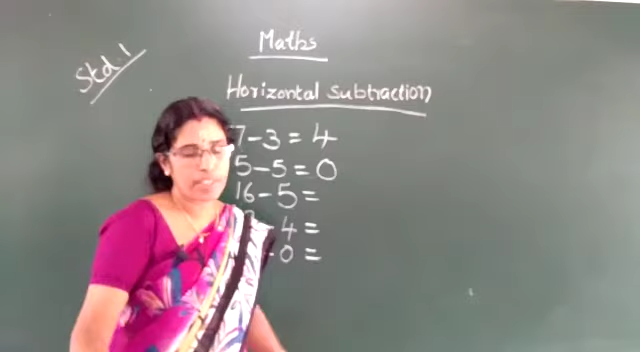 Std. 1
Maths
Horizontal subtraction
7-3=4
5-5=0
16-5=
-4=
-0=